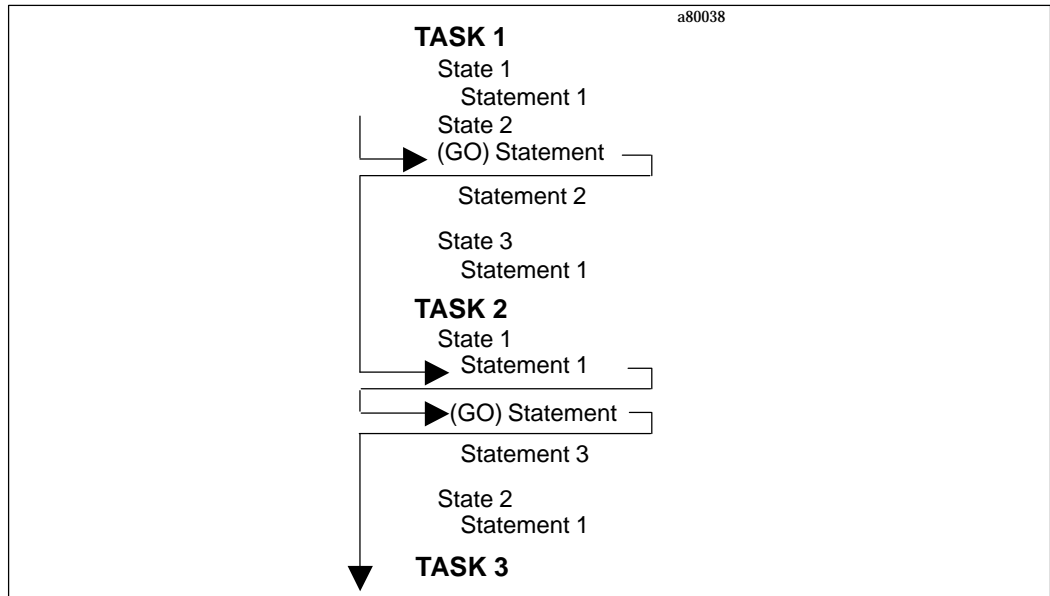 a80038
TASK 1
State 1
Statement 1
State 2
(GO) Statement
Statement 2
State 3
Statement 1
TASK 2
State 1
Statement 1
(GO) Statement
Statement 3
State 2
Statement 1
TASK 3